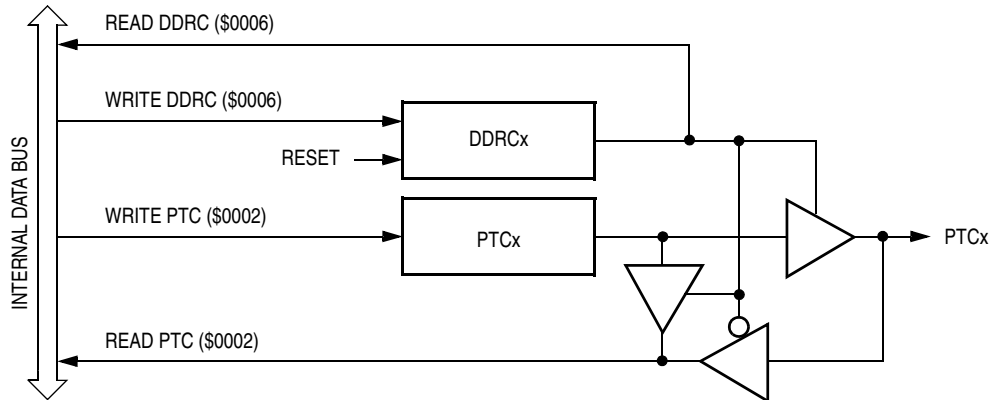 READ DDRC ($0006)
WRITE DDRC ($0006)
DDRCx
RESET
INTERNAL DATA BUS
WRITE PTC ($0002)
PTCx
PTCx
READ PTC ($0002)